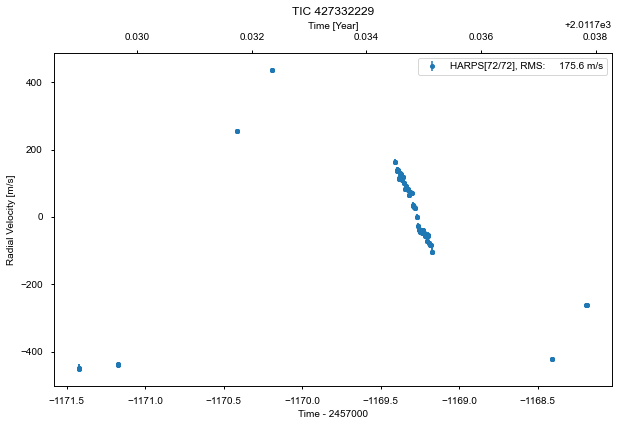 TIC 427332229
Time [Year]
+2.0117e3
0.030 0.032 0.034 0.036 0.038
HARPS[72/72], RMS: 175.6 m/s
Radial Velocity [m/s]
400
200
0
−200
−400
−1171.5 −1171.0 −1170.5 −1170.0 −1169.5 −1169.0 −1168.5
Time - 2457000